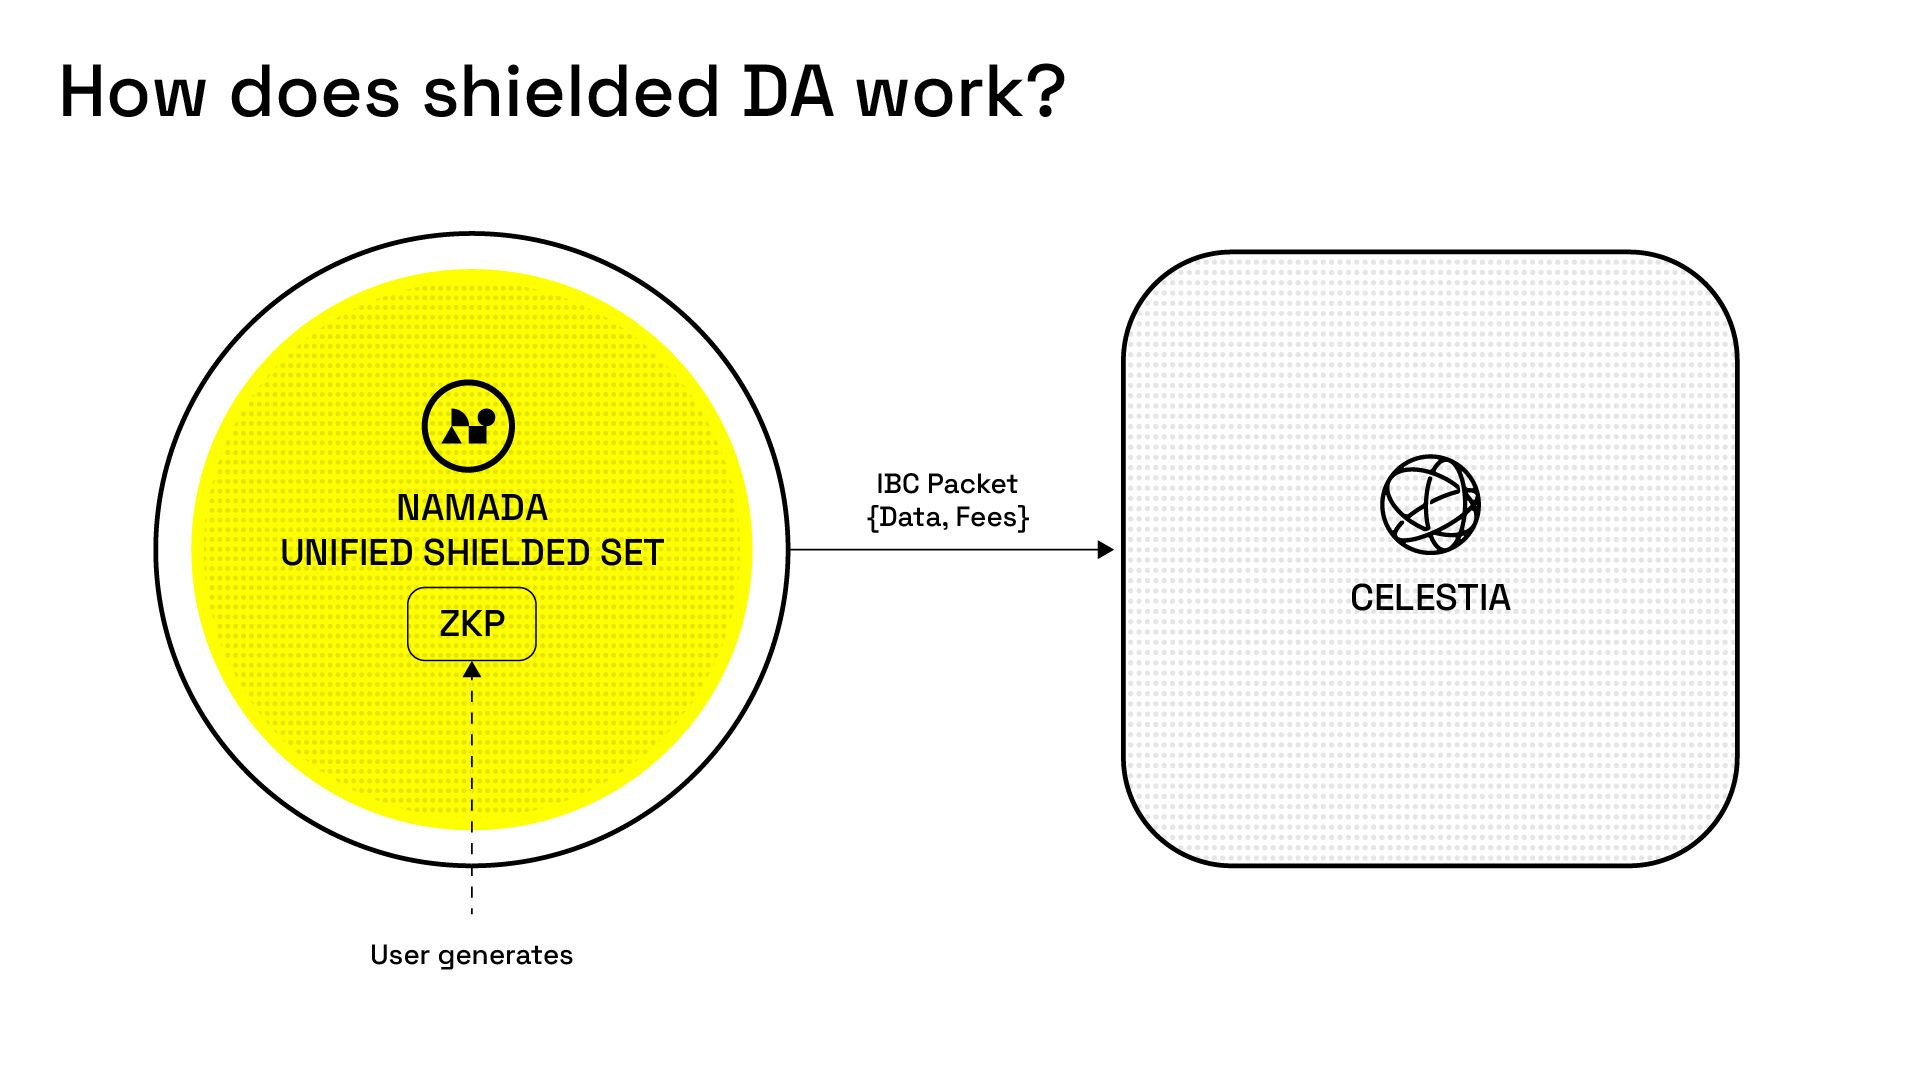 How does shielded DA work?
NAMADA
UNIFIED SHIELDED SET
ZKP
User generates
IBC Packet
{Data, Fees}
CELESTIA